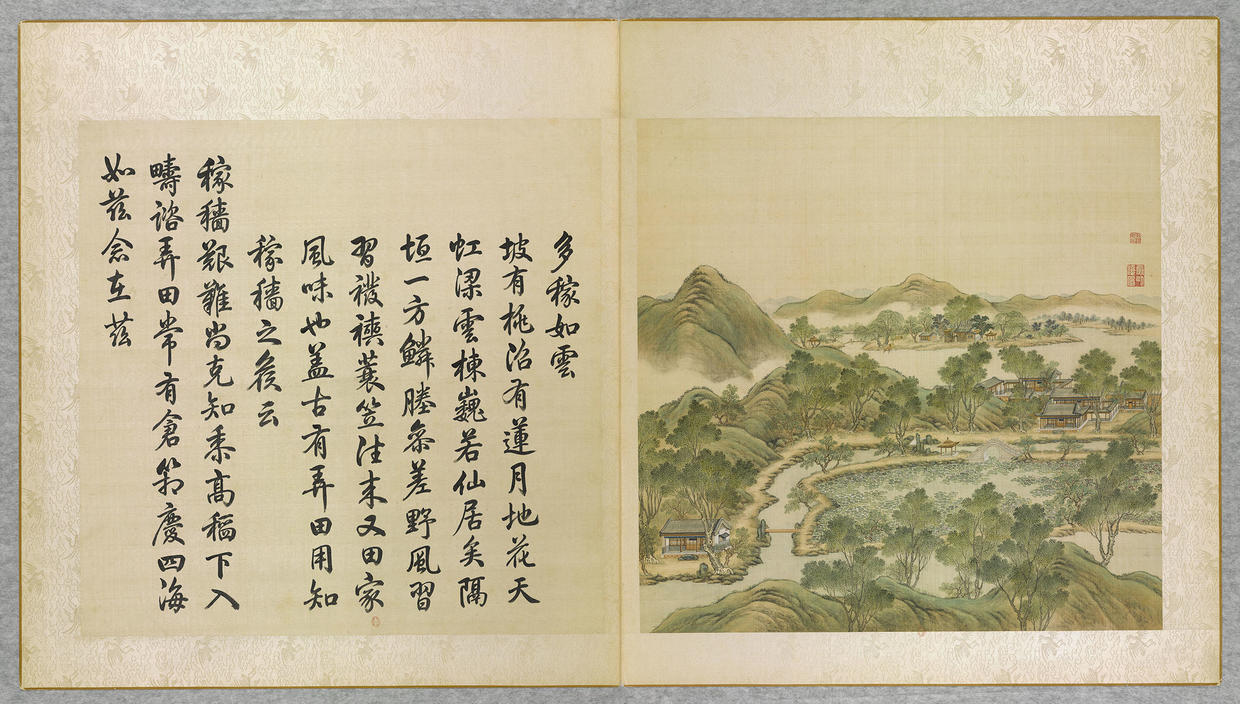 多稼如雲
坡有桃沼有蓮月地花天
虹梁雲棟巍若仙居矣隔
垣一方鱗塍參差野風習
習襏襫蓑笠往来又田家
風味也盖古有弄田用知
稼穡之候云
稼穡艱難尚克知黍高稻下入
疇諮弄田常有倉箱慶四海
如茲念在茲